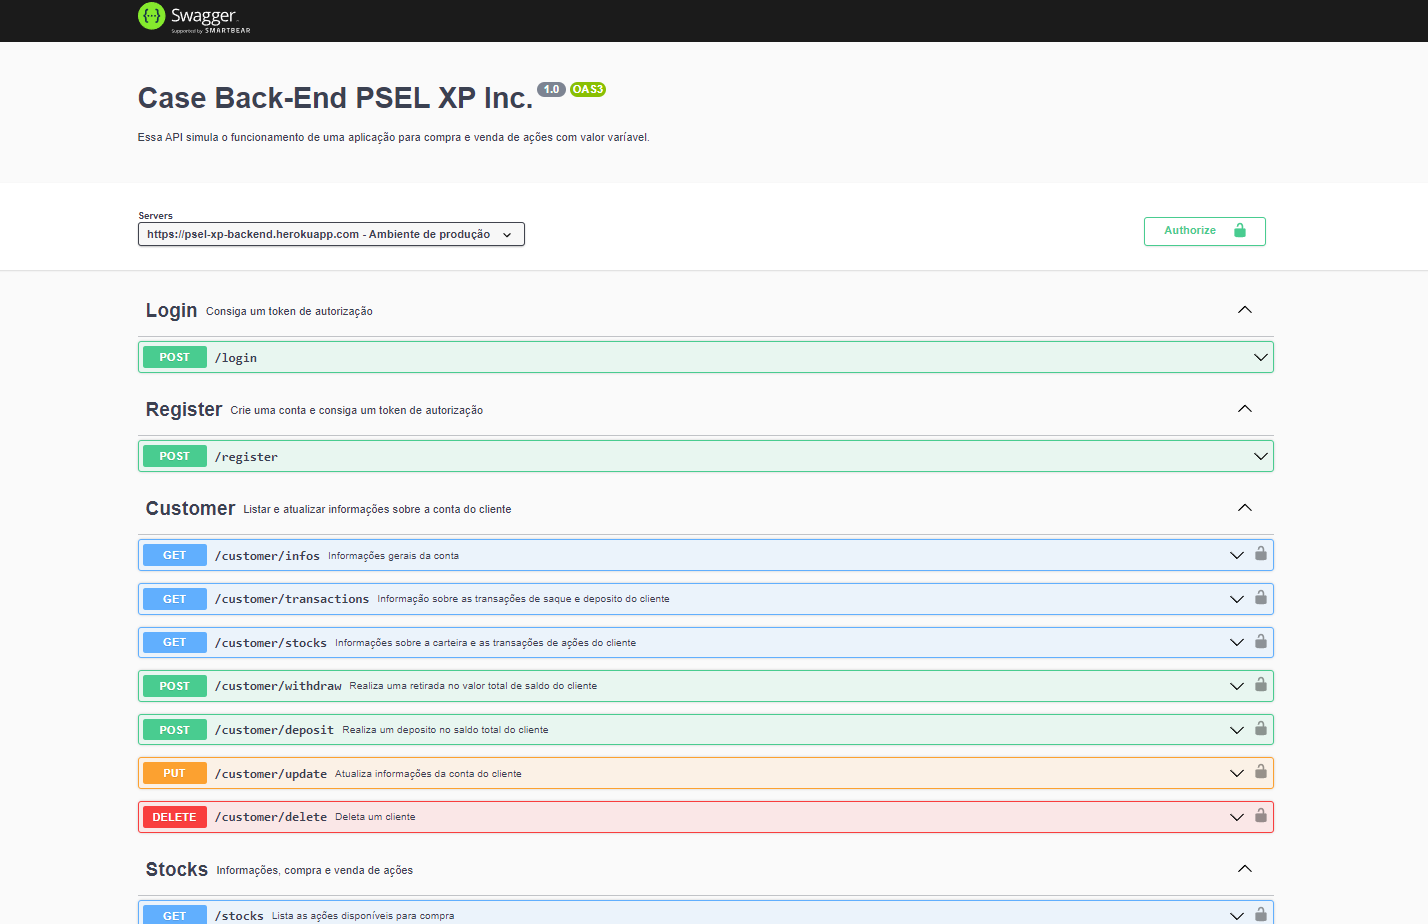 {··} Swagger.
Supported by SMARTBEAR
Case Back-End PSEL XP Inc. 1.0 OAS3
Essa API simula o funcionamento de uma aplicação para compra e venda de ações com valor varíavel.
Servers
https://psel-xp-backend.herokuapp.com - Ambiente de produção
Authorize
Login Consiga um token de autorização
POST /login
Register Crie uma conta e consiga um token de autorização
POST /register
Customer Listar e atualizar informações sobre a conta do cliente
GET /customer/infos Informações gerais da conta
GET /customer/transactions Informação sobre as transações de saque e deposito do cliente
GET /customer/stocks Informações sobre a carteira e as transações de ações do cliente
POST /customer/withdraw Realiza uma retirada no valor total de saldo do cliente
POST /customer/deposit Realiza um deposito no saldo total do cliente
PUT /customer/update Atualiza informações da conta do cliente
DELETE /customer/delete Deleta um cliente
Stocks Informações, compra e venda de ações
GET /stocks Lista as ações disponíveis para compra